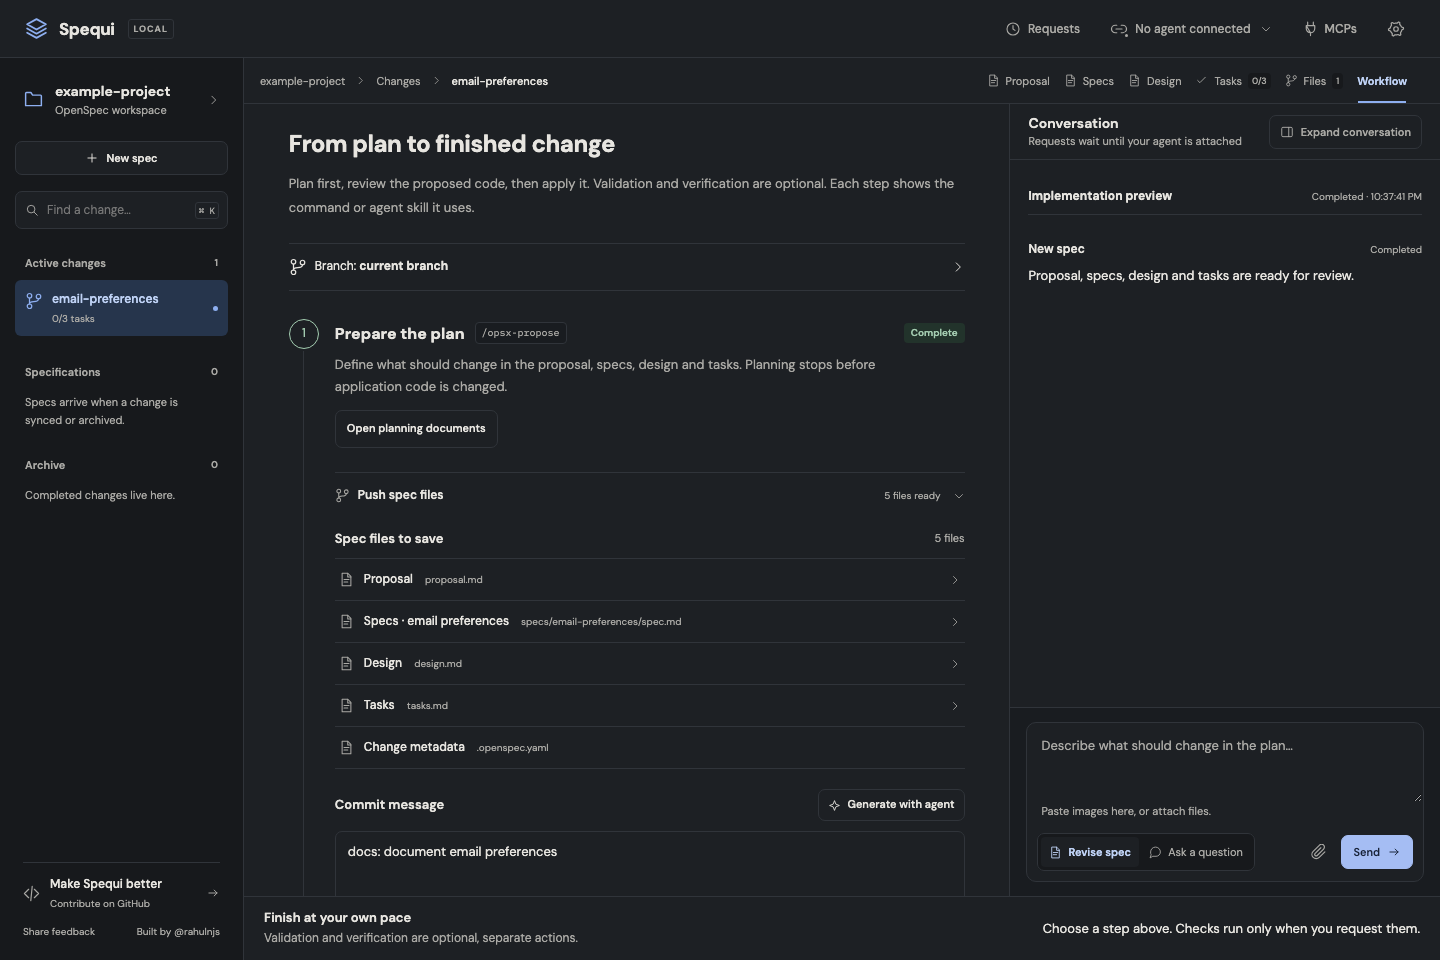 Spequi
LOCAL
Requests
No agent connected
MCPs
example-project
OpenSpec workspace
New spec
Find a change...
⌘ K
Active changes
1
email-preferences
0/3 tasks
Specifications
0
Specs arrive when a change is
synced or archived.
Archive
0
Completed changes live here.
Make Spequi better
Contribute on GitHub
Share feedback
Built by @rahulnjs
example-project
Changes
email-preferences
Proposal
Specs
Design
Tasks
0/3
Files
1
Workflow
From plan to finished change
Plan first, review the proposed code, then apply it. Validation and verification are optional. Each step shows the
command or agent skill it uses.
Branch: current branch
1
Prepare the plan
/opsx-propose
Complete
Define what should change in the proposal, specs, design and tasks. Planning stops before
application code is changed.
Open planning documents
Push spec files
5 files ready
Spec files to save
5 files
Proposal
proposal.md
Specs · email preferences
specs/email-preferences/spec.md
Design
design.md
Tasks
tasks.md
Change metadata
.openspec.yaml
Commit message
Generate with agent
docs: document email preferences
Conversation
Requests wait until your agent is attached
Expand conversation
Implementation preview
Completed · 10:37:41 PM
New spec
Completed
Proposal, specs, design and tasks are ready for review.
Describe what should change in the plan...
Paste images here, or attach files.
Revise spec
Ask a question
Send
Finish at your own pace
Validation and verification are optional, separate actions.
Choose a step above. Checks run only when you request them.